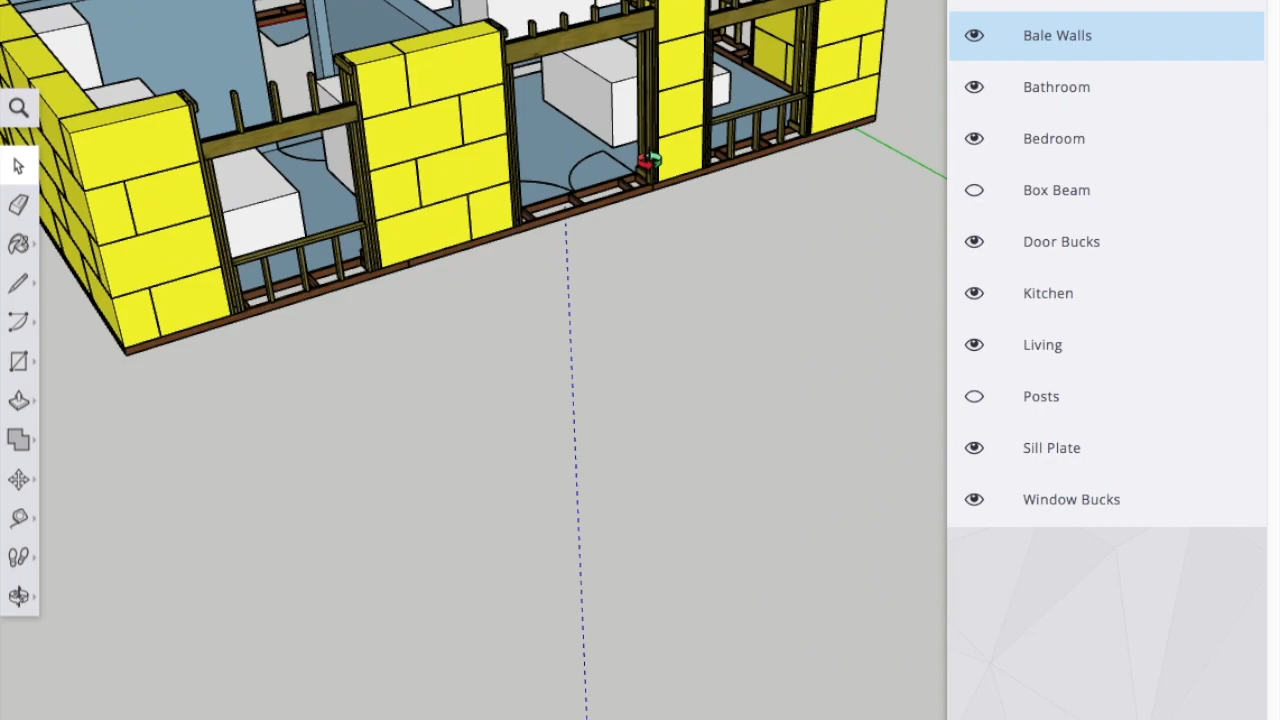 Bale Walls
Bathroom
Bedroom
Box Beam
Door Bucks
Kitchen
Living
Posts
Sill Plate
Window Bucks